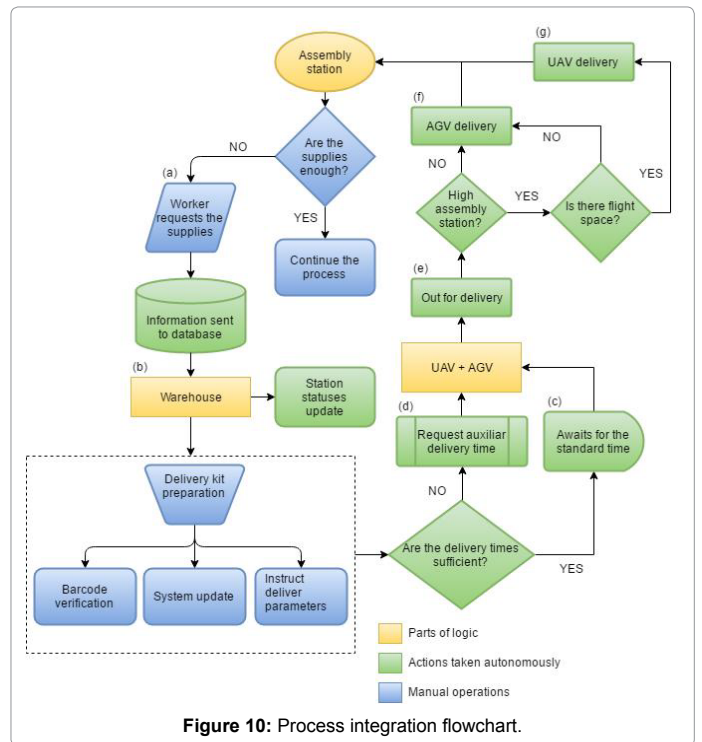 (g)
Assembly
station
UAV delivery
(f)
AGV delivery
NO
Are the
supplies
enough?
NO
(a)
Worker
requests the
supplies
YES
Continue the
process
NO
High
assembly
station?
YES
Is there flight
space?
YES
(e)
Out for delivery
Information sent
to database
(b)
Warehouse
Station
statuses
update
UAV + AGV
(d)
Request auxiliar
delivery time
(c)
Awaits for the
standard time
NO
Delivery kit
preparation
Are the delivery times
sufficient?
YES
Barcode
verification
System update
Instruct
deliver
parameters
Parts of logic
Actions taken autonomously
Manual operations
Figure 10: Process integration flowchart.